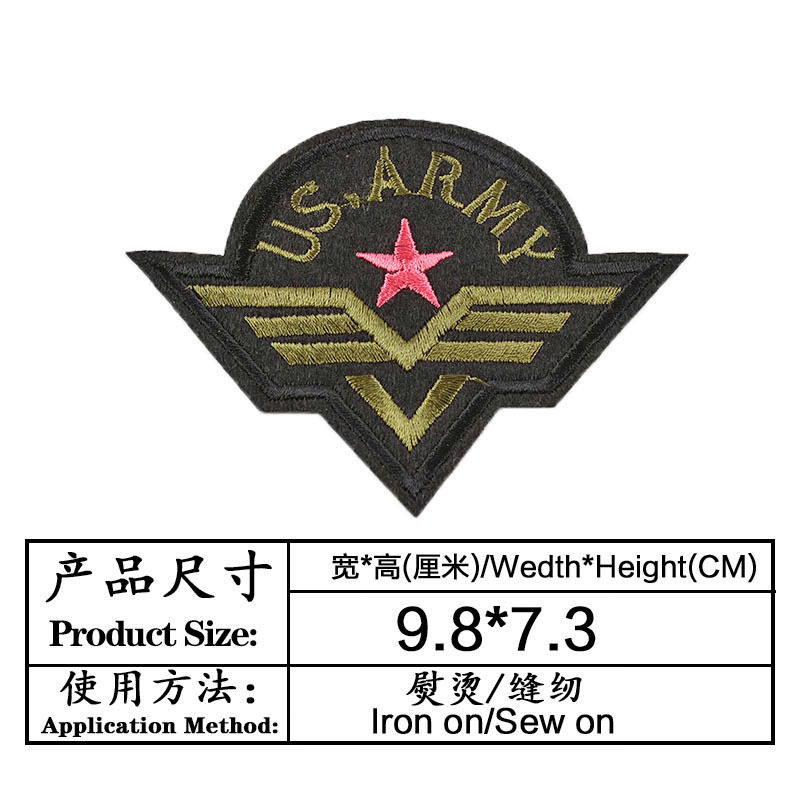 US,ARMY
产品尺寸
Product Size:
宽*高(厘米)/Wedth*Height(CM)
9.8*7.3
使用方法：
Application Method:
熨烫/缝纫
Iron on/Sew on